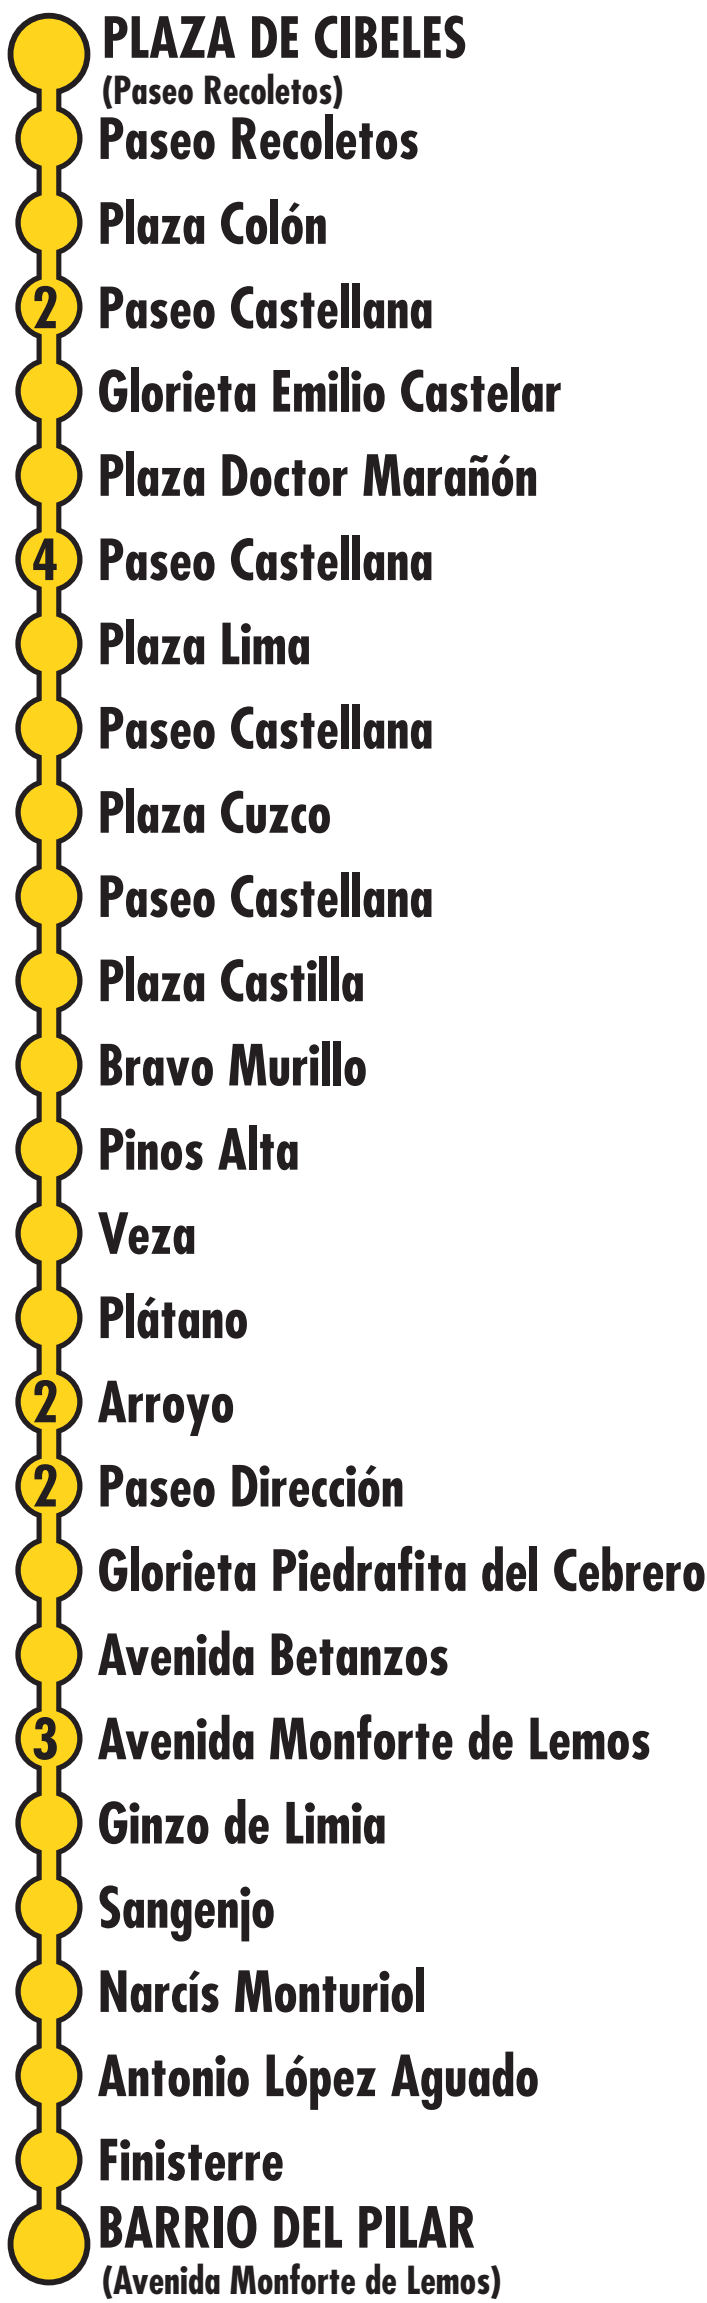 PLAZA DE CIBELES
(Paseo Recoletos)
Paseo Recoletos
Plaza Colón
2 Paseo Castellana
Glorieta Emilio Castelar
Plaza Doctor Marañón
4 Paseo Castellana
Plaza Lima
Paseo Castellana
Plaza Cuzco
Paseo Castellana
Plaza Castilla
Bravo Murillo
Pinos Alta
Veza
Plátano
2 Arroyo
2 Paseo Dirección
Glorieta Piedrafita del Cebrero
Avenida Betanzos
3 Avenida Monforte de Lemos
Ginzo de Limia
Sangenjo
Narcís Monturiol
Antonio López Aguado
Finisterre
BARRIO DEL PILAR
(Avenida Monforte de Lemos)